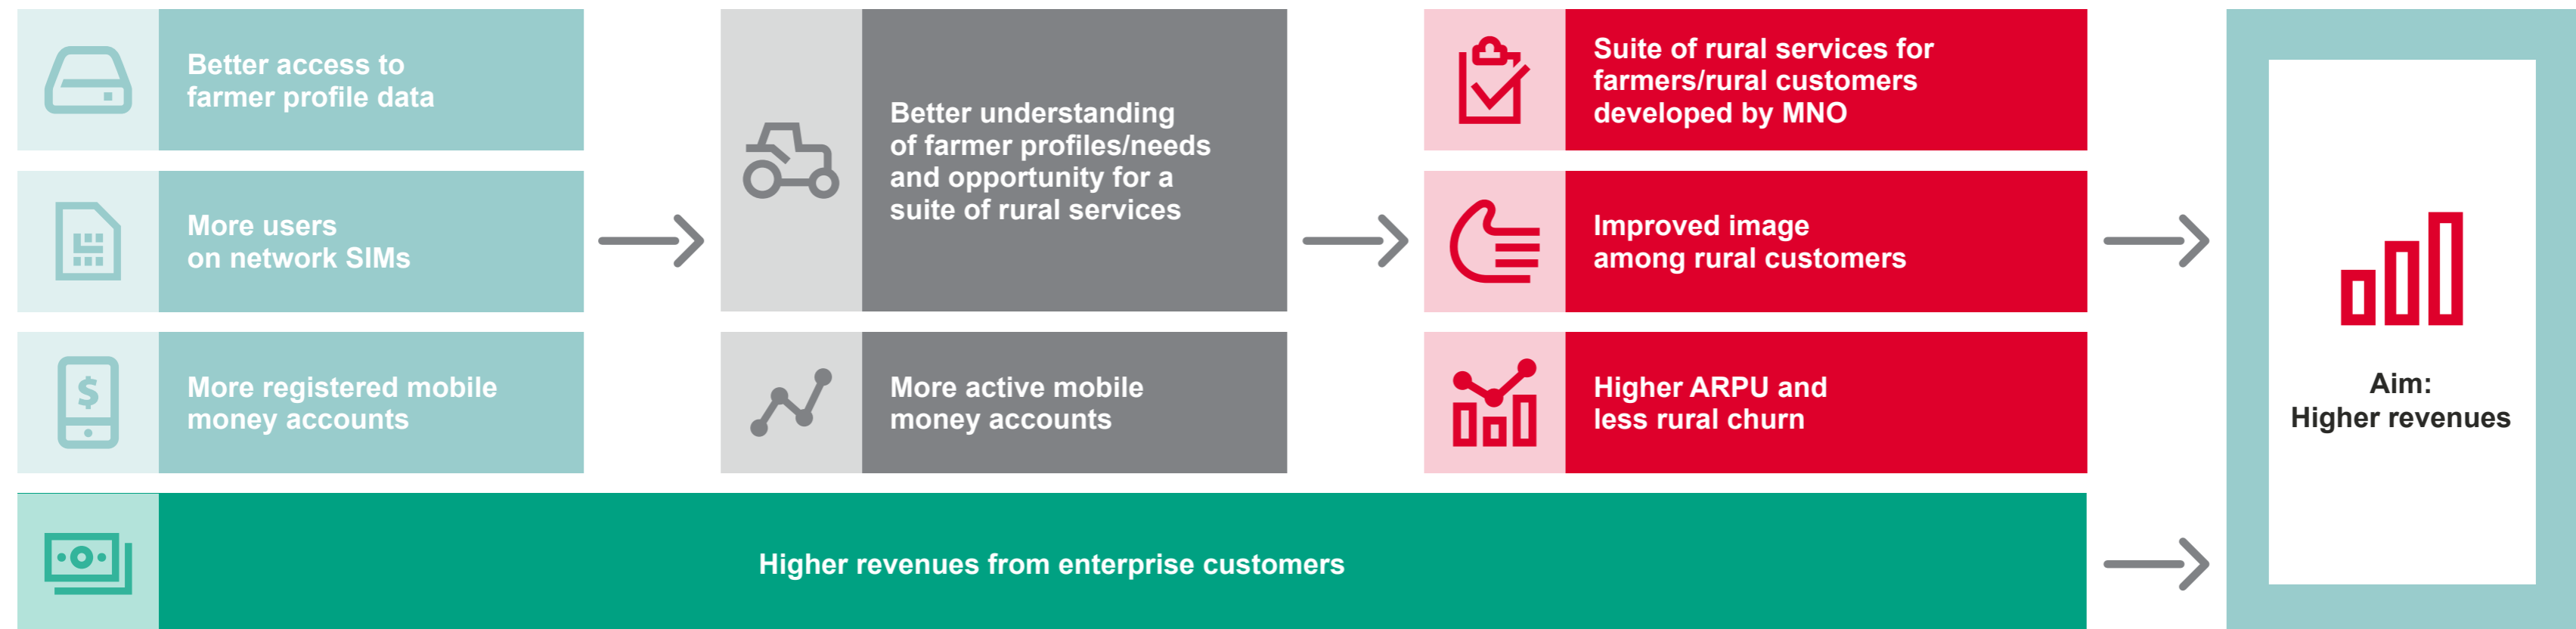 Better access to
farmer profile data
More users
on network SIMs
$
More registered mobile
money accounts
Better understanding
of farmer profiles/needs
and opportunity for a
suite of rural services
More active mobile
money accounts
Suite of rural services for
farmers/rural customers
developed by MNO
Improved image
among rural customers
Higher ARPU and
less rural churn
Higher revenues from enterprise customers
Aim:
Higher revenues